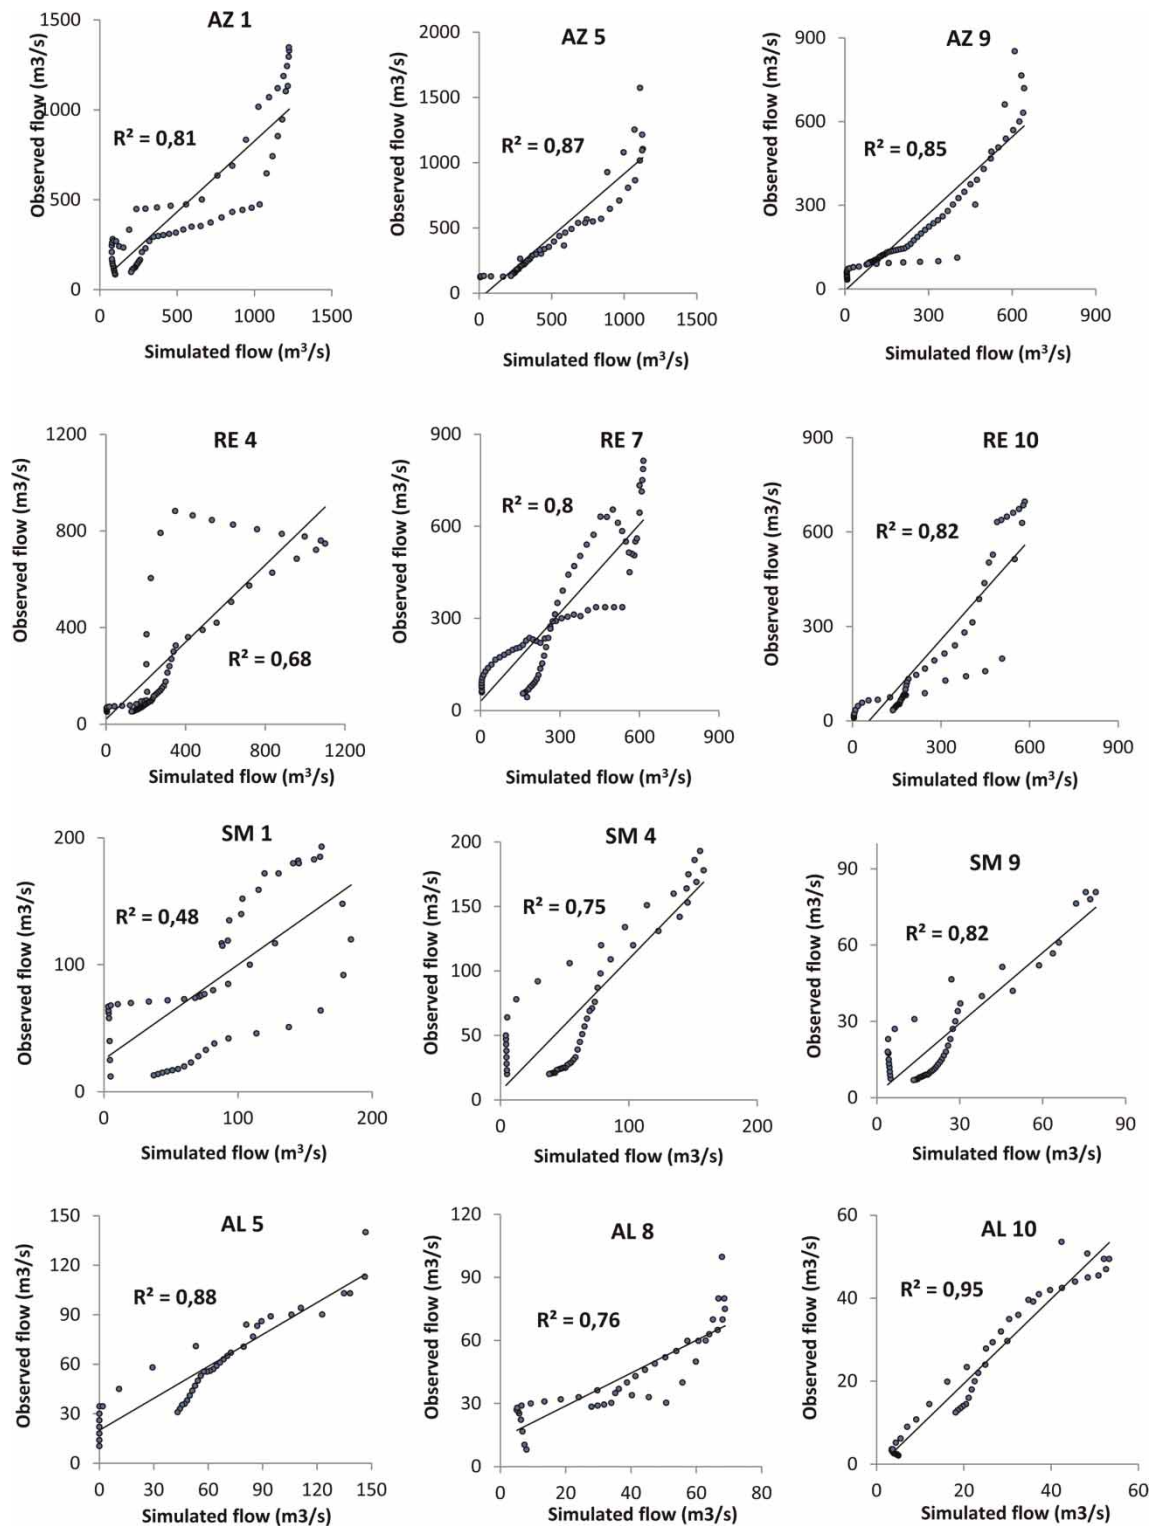 AZ 1
Observed flow (m3/s)
1500
1000
500
0
R² = 0,81
0 500 1000 1500
Simulated flow (m³/s)
AZ 5
Observed flow (m3/s)
2000
1500
1000
500
0
R² = 0,87
0 500 1000 1500
Simulated flow (m³/s)
AZ 9
Observed flow (m3/s)
900
600
300
0
R² = 0,85
0 300 600 900
Simulated flow (m³/s)
RE 4
Observed flow (m3/s)
1200
800
400
0
R² = 0,68
0 400 800 1200
Simulated flow (m³/s)
RE 7
Observed flow (m3/s)
900
600
300
0
R² = 0,8
0 300 600 900
Simulated flow (m³/s)
RE 10
Observed flow (m3/s)
900
600
300
0
R² = 0,82
0 300 600 900
Simulated flow (m³/s)
SM 1
Observed flow (m3/s)
200
100
0
R² = 0,48
0 100 200
Simulated flow (m³/s)
SM 4
Observed flow (m3/s)
200
150
100
50
0
R² = 0,75
0 100 200
Simulated flow (m3/s)
SM 9
Observed flow (m3/s)
90
60
30
0
R² = 0,82
0 30 60 90
Simulated flow (m3/s)
AL 5
Observed flow (m3/s)
150
120
90
60
30
0
R² = 0,88
0 30 60 90 120 150
Simulated flow (m3/s)
AL 8
Observed flow (m3/s)
120
90
60
30
0
R² = 0,76
0 20 40 60 80
Simulated flow (m3/s)
AL 10
Observed flow (m3/s)
60
40
20
0
R² = 0,95
0 20 40 60
Simulated flow (m3/s)